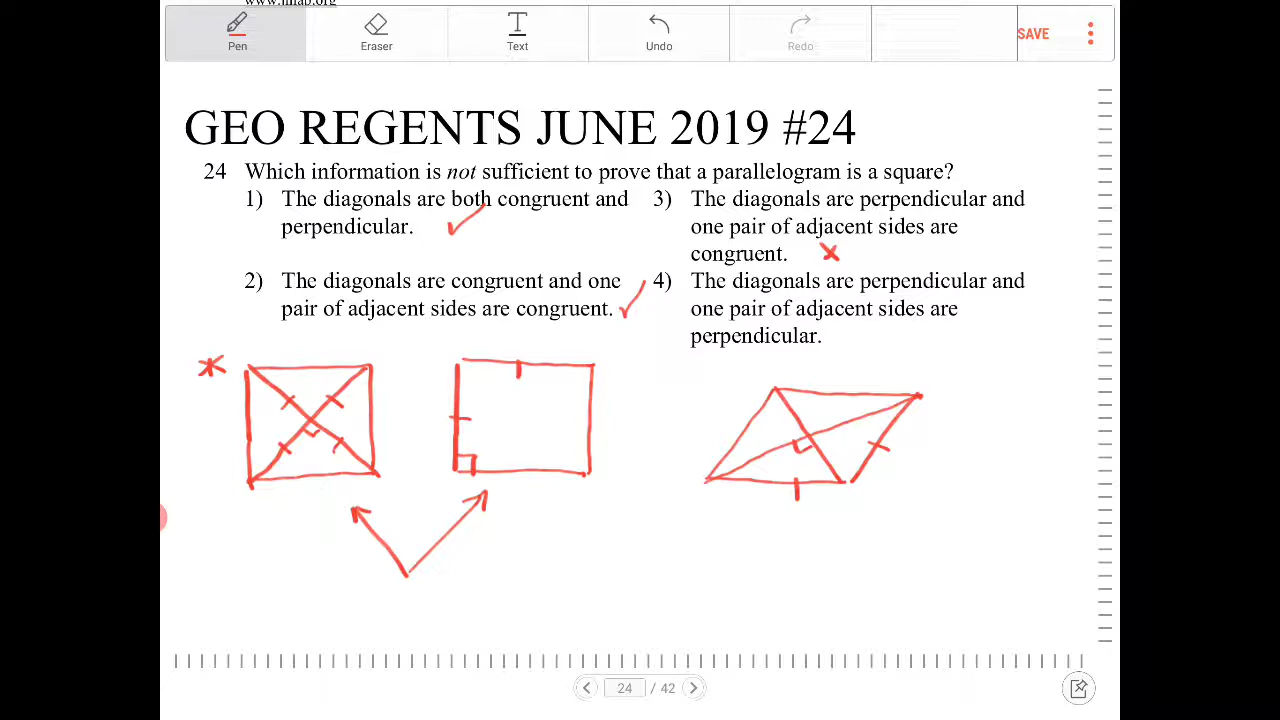 www.jmap.org
Pen
Eraser
Text
Undo
Redo
SAVE
GEO REGENTS JUNE 2019 #24
24 Which information is not sufficient to prove that a parallelogram is a square?
1) The diagonals are both congruent and
perpendicular.
2) The diagonals are congruent and one
pair of adjacent sides are congruent.
3) The diagonals are perpendicular and
one pair of adjacent sides are
congruent.
4) The diagonals are perpendicular and
one pair of adjacent sides are
perpendicular.
24 / 42